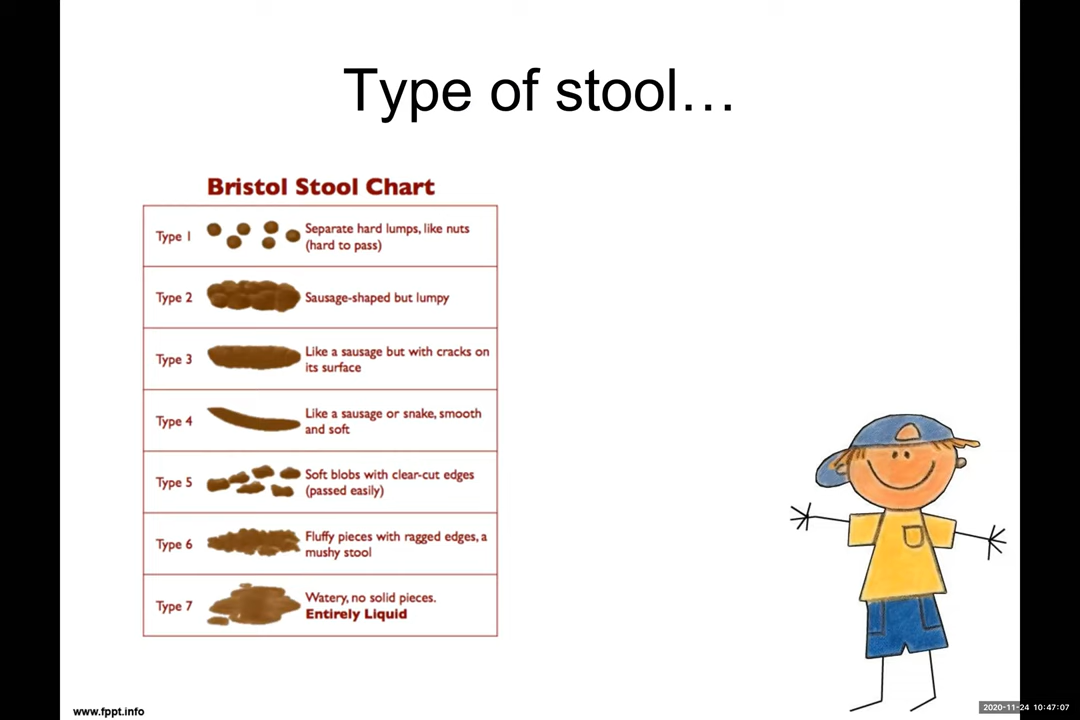 Type of stool…
Bristol Stool Chart
Type 1
Separate hard lumps, like nuts
(hard to pass)
Type 2
Sausage-shaped but lumpy
Type 3
Like a sausage but with cracks on
its surface
Type 4
Like a sausage or snake, smooth
and soft
Type 5
Soft blobs with clear-cut edges
(passed easily)
Type 6
Fluffy pieces with ragged edges, a
mushy stool
Type 7
Watery, no solid pieces.
Entirely Liquid
www.fppt.info
2020-11-24 10:47:07